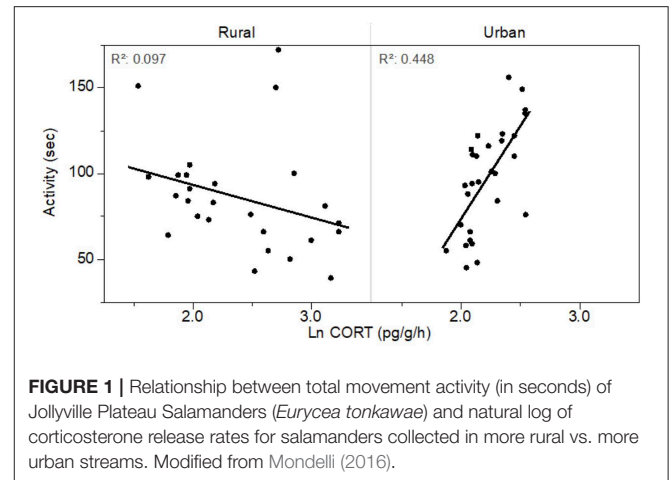 Rural Urban
R²: 0.097 R²: 0.448
150
100
50
Activity (sec)
2.0 3.0 2.0 3.0
Ln CORT (pg/g/h)
FIGURE 1 | Relationship between total movement activity (in seconds) of
Jollyville Plateau Salamanders (Eurycea tonkawae) and natural log of
corticosterone release rates for salamanders collected in more rural vs. more
urban streams. Modified from Mondelli (2016).